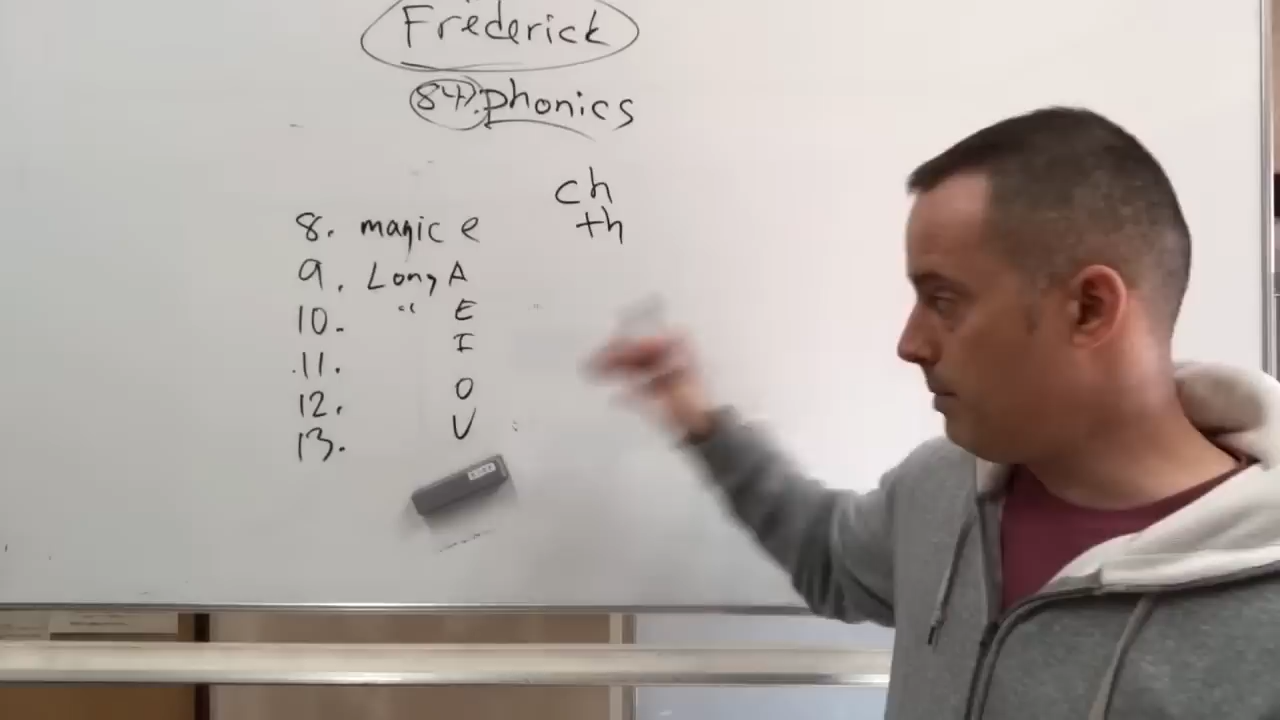 Frederick
84). phonics
ch
th
8. magic e
9. Long A
10. " E
11. I
12. O
13. U